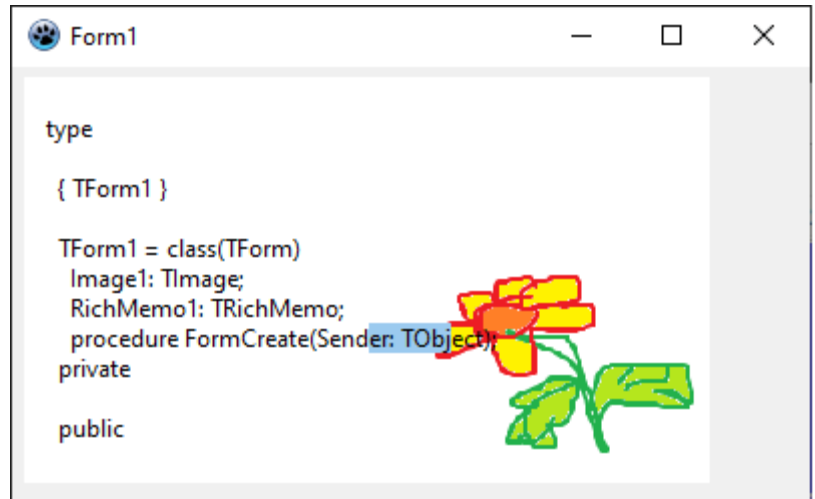 Form1
type
{ TForm1 }
TForm1 = class(TForm)
Image1: TImage;
RichMemo1: TRichMemo;
procedure FormCreate(Sender: TObject);
private
public